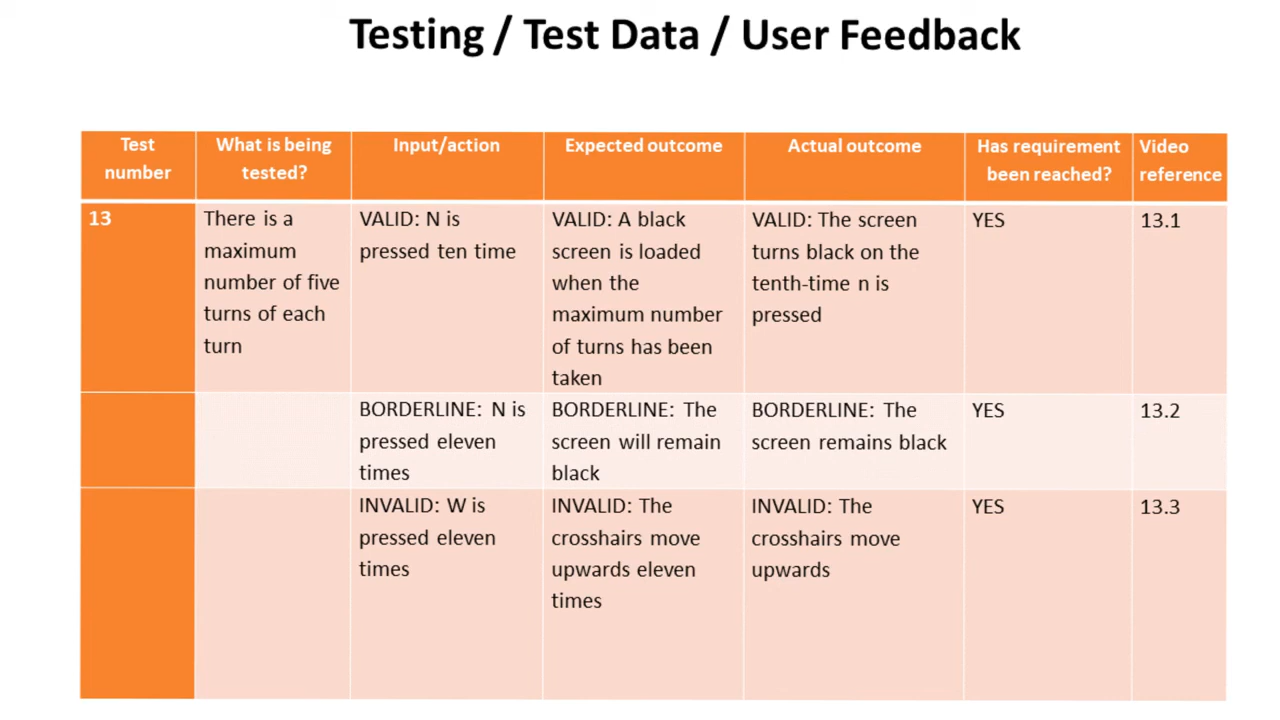 Testing / Test Data / User Feedback
Test number
What is being tested?
Input/action
Expected outcome
Actual outcome
Has requirement been reached?
Video reference
13
There is a
maximum
number of five
turns of each
turn
VALID: N is
pressed ten time
VALID: A black
screen is loaded
when the
maximum number
of turns has been
taken
VALID: The screen
turns black on the
tenth-time n is
pressed
YES
13.1
BORDERLINE: N is
pressed eleven
times
BORDERLINE: The
screen will remain
black
BORDERLINE: The
screen remains black
YES
13.2
INVALID: W is
pressed eleven
times
INVALID: The
crosshairs move
upwards eleven
times
INVALID: The
crosshairs move
upwards
YES
13.3